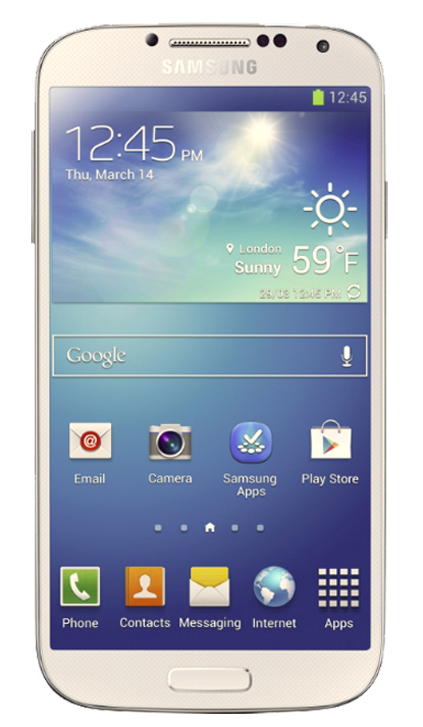 SAMSUNG
12:45
12:45 PM
Thu, March 14
London
Sunny 59°F
29/03 12:45 PM
Google
@
Email Camera Samsung Apps Play Store
Phone Contacts Messaging Internet Apps